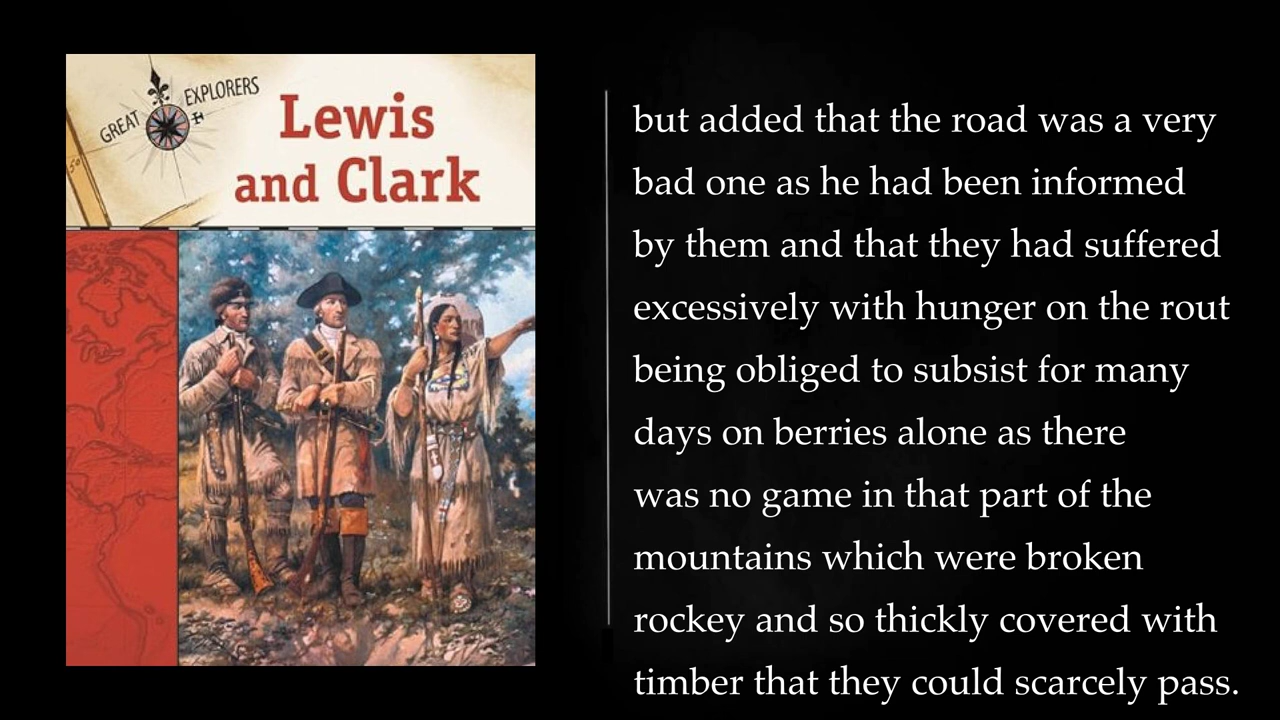 GREAT EXPLORERS
Lewis
and Clark
50
but added that the road was a very
bad one as he had been informed
by them and that they had suffered
excessively with hunger on the rout
being obliged to subsist for many
days on berries alone as there
was no game in that part of the
mountains which were broken
rockey and so thickly covered with
timber that they could scarcely pass.